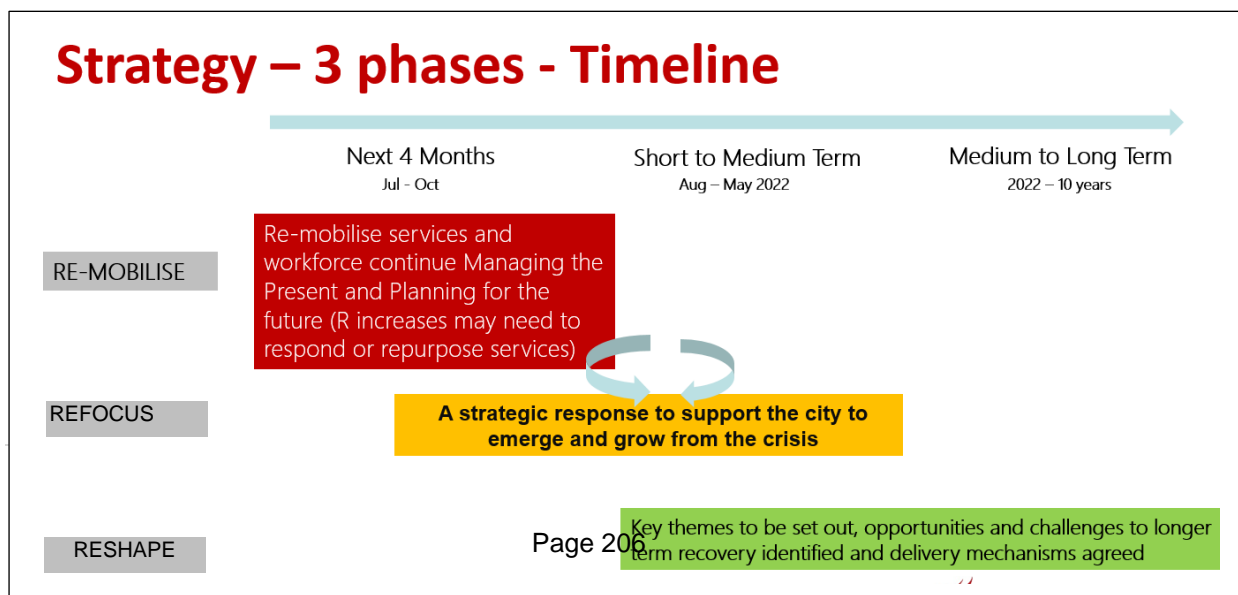 Strategy – 3 phases - Timeline
Next 4 Months
Jul - Oct
Short to Medium Term
Aug – May 2022
Medium to Long Term
2022 – 10 years
RE-MOBILISE
Re-mobilise services and
workforce continue Managing the
Present and Planning for the
future (R increases may need to
respond or repurpose services)
REFOCUS
A strategic response to support the city to
emerge and grow from the crisis
RESHAPE
Key themes to be set out, opportunities and challenges to longer
term recovery identified and delivery mechanisms agreed
Page 206